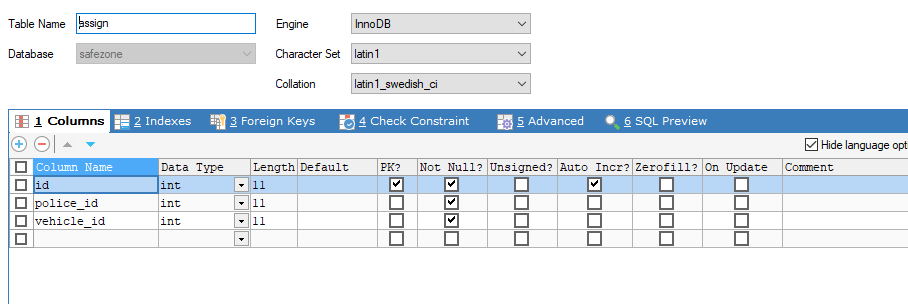 Table Name assign Engine InnoDB
Database safezone Character Set latin1
Collation latin1_swedish_ci
1 Columns 2 Indexes 3 Foreign Keys 4 Check Constraint 5 Advanced 6 SQL Preview
Hide language opti
Column Name Data Type Length Default PK? Not Null? Unsigned? Auto Incr? Zerofill? On Update Comment
id int 11
police_id int 11
vehicle_id int 11